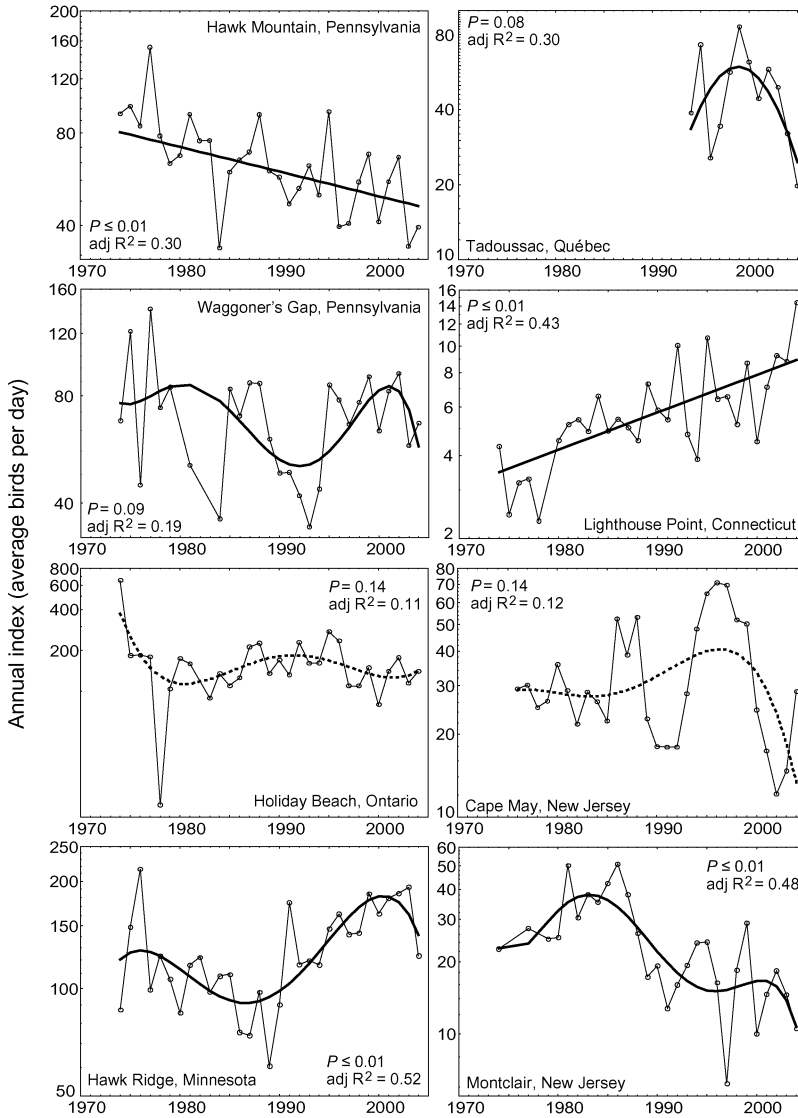 Annual index (average birds per day)
Hawk Mountain, Pennsylvania
200
160
120
80
40
P ≤ 0.01
adj R2 = 0.30
1970 1980 1990 2000
P = 0.08
adj R2 = 0.30
80
40
20
10
Tadoussac, Québec
1970 1980 1990 2000
Waggoner's Gap, Pennsylvania
160
120
80
40
P = 0.09
adj R2 = 0.19
1970 1980 1990 2000
P ≤ 0.01
adj R2 = 0.43
16
14
12
10
8
6
4
2
Lighthouse Point, Connecticut
1970 1980 1990 2000
800
600
400
200
P = 0.14
adj R2 = 0.11
Holiday Beach, Ontario
1970 1980 1990 2000
80
70
60
50
40
30
20
10
P = 0.14
adj R2 = 0.12
Cape May, New Jersey
1970 1980 1990 2000
250
200
150
100
50
P ≤ 0.01
adj R2 = 0.52
Hawk Ridge, Minnesota
1970 1980 1990 2000
60
50
40
30
20
10
P ≤ 0.01
adj R2 = 0.48
Montclair, New Jersey
1970 1980 1990 2000